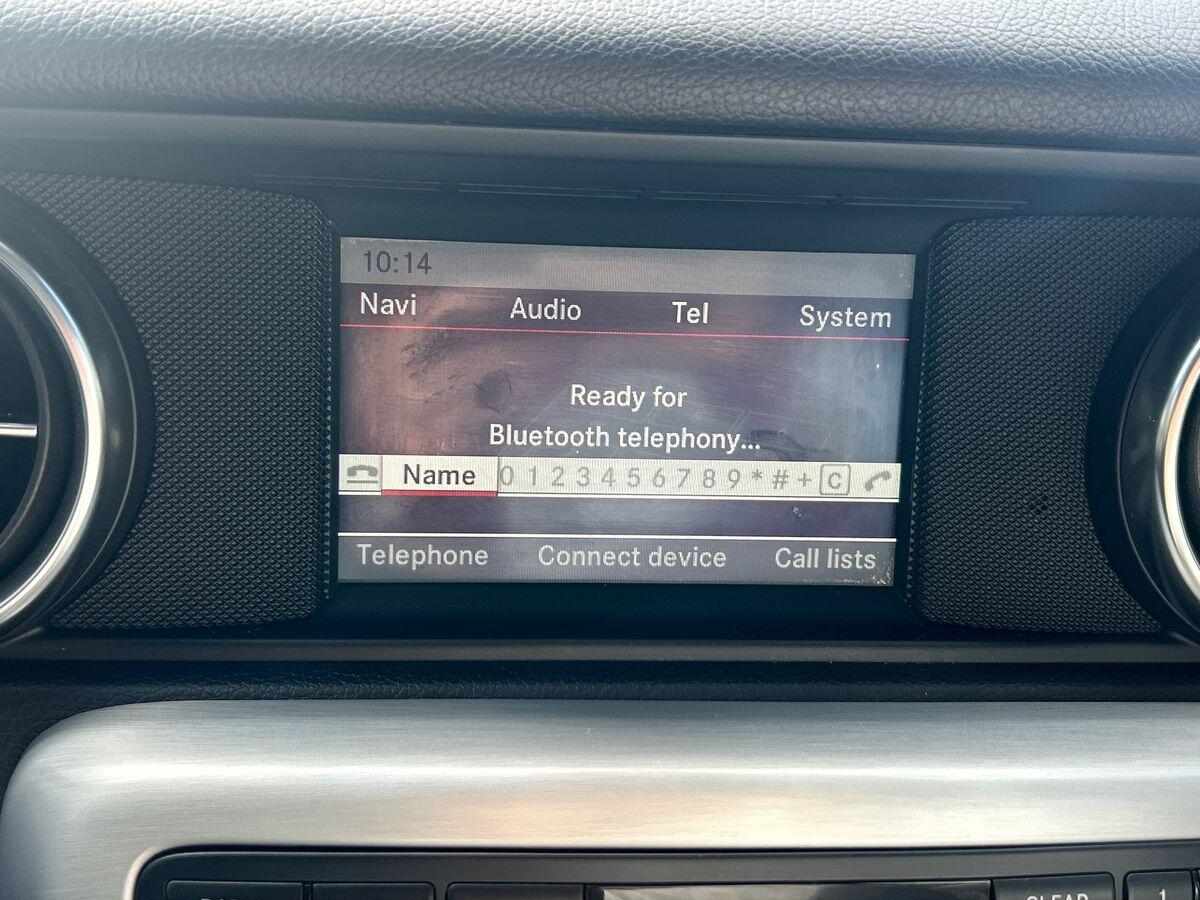 10:14
Navi Audio Tel System
Ready for
Bluetooth telephony...
Name 0 1 2 3 4 5 6 7 8 9 * # + C
Telephone Connect device Call lists
CLEAR 1